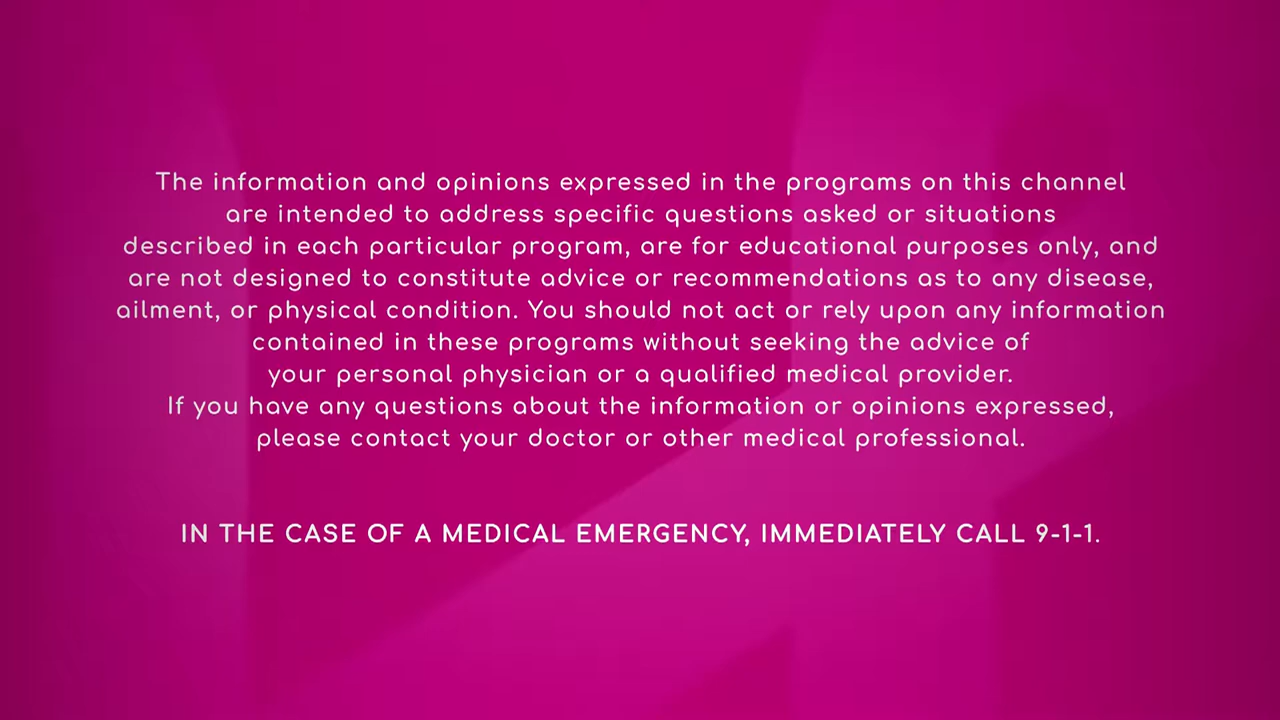 The information and opinions expressed in the programs on this channel
are intended to address specific questions asked or situations
described in each particular program, are for educational purposes only, and
are not designed to constitute advice or recommendations as to any disease,
ailment, or physical condition. You should not act or rely upon any information
contained in these programs without seeking the advice of
your personal physician or a qualified medical provider.
If you have any questions about the information or opinions expressed,
please contact your doctor or other medical professional.
IN THE CASE OF A MEDICAL EMERGENCY, IMMEDIATELY CALL 9-1-1.